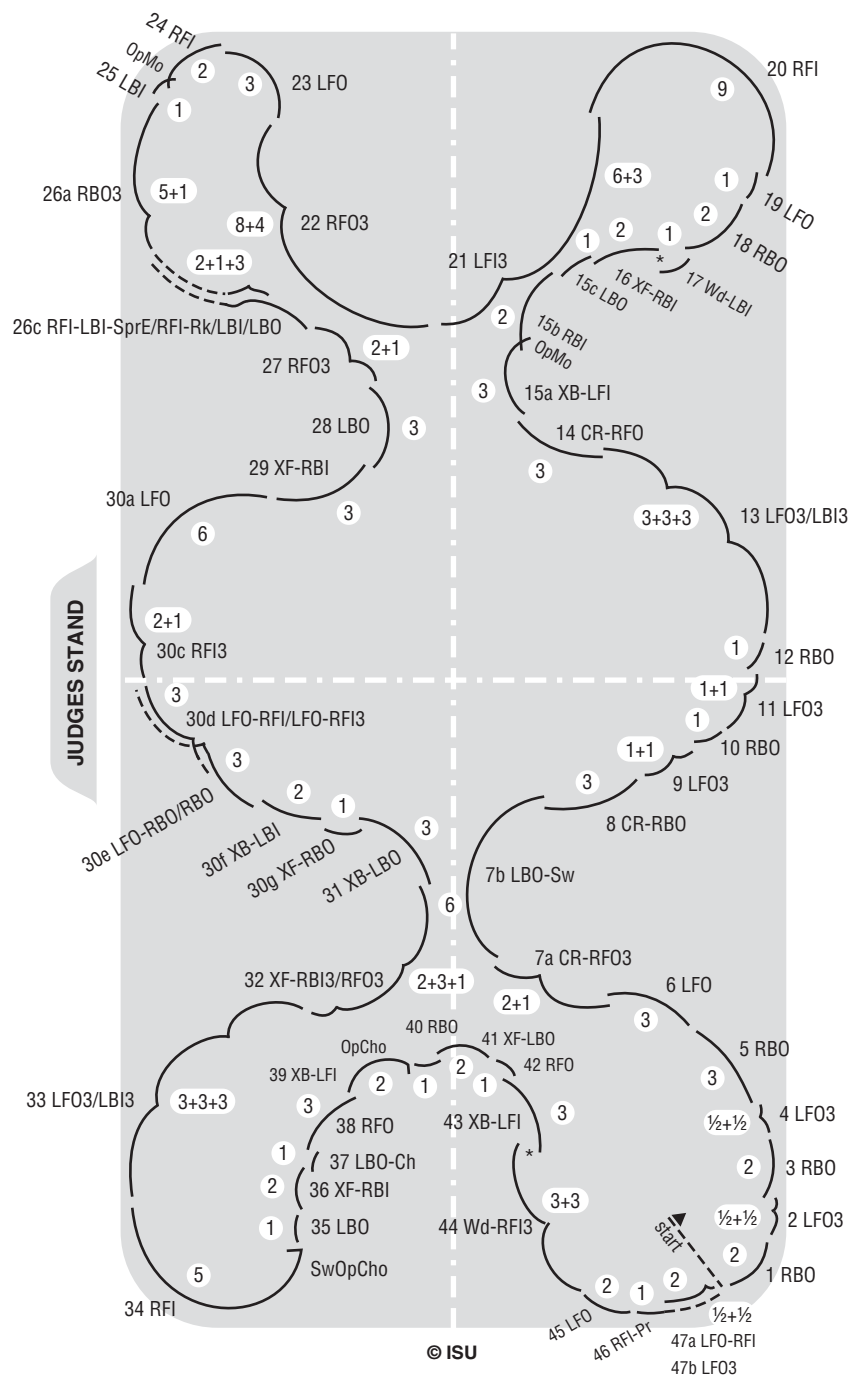 24 RFI
OpMo
25 LBI
2
3
23 LFO
1
26a RBO3
5+1
8+4
22 RFO3
2+1+3
26c RFI-LBI-SprE/RFI-Rk/LBI/LBO
2+1
27 RFO3
28 LBO
3
29 XF-RBI
3
30a LFO
6
JUDGES STAND
2+1
30c RFI3
3
30d LFO-RFI/LFO-RFI3
3
30e LFO-RBO/RBO
2
30f XB-LBI
1
30g XF-RBO
3
31 XB-LBO
6
32 XF-RBI3/RFO3
2+3+1
33 LFO3/LBI3
3+3+3
34 RFI
5
SwOpCho
1
35 LBO
2
36 XF-RBI
1
37 LBO-Ch
3
38 RFO
39 XB-LFI
OpCho
2
40 RBO
1
41 XF-LBO
2
42 RFO
1
43 XB-LFI
3
*
44 Wd-RFI3
3+3
45 LFO
2
46 RFI-Pr
1
2
47a LFO-RFI
47b LFO3
½+½
start
2
1 RBO
½+½
2 LFO3
2
3 RBO
½+½
4 LFO3
3
5 RBO
3
6 LFO
2+1
7a CR-RFO3
7b LBO-Sw
3
8 CR-RBO
1+1
9 LFO3
1
10 RBO
1+1
11 LFO3
1
12 RBO
3+3+3
13 LFO3/LBI3
3
14 CR-RFO
3
15a XB-LFI
OpMo
15b RBI
2
15c LBO
1
16 XF-RBI
2
*
17 Wd-LBI
1
18 RBO
2
19 LFO
1
20 RFI
9
21 LFI3
6+3
© ISU